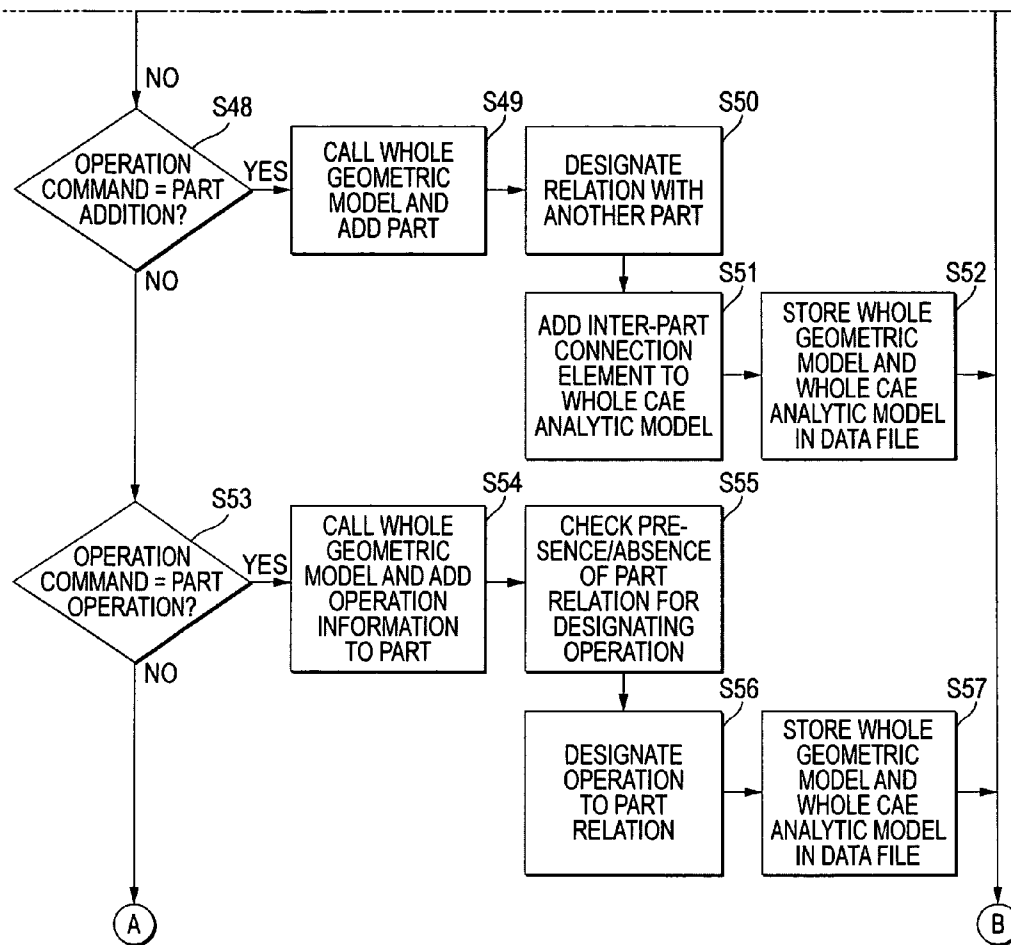 NO
S48
OPERATION
COMMAND = PART
ADDITION?
YES
NO
S49
CALL WHOLE
GEOMETRIC
MODEL AND
ADD PART
S50
DESIGNATE
RELATION WITH
ANOTHER PART
S51
ADD INTER-PART
CONNECTION
ELEMENT TO
WHOLE CAE
ANALYTIC MODEL
S52
STORE WHOLE
GEOMETRIC
MODEL AND
WHOLE CAE
ANALYTIC MODEL
IN DATA FILE
S53
OPERATION
COMMAND = PART
OPERATION?
YES
NO
S54
CALL WHOLE
GEOMETRIC
MODEL AND ADD
OPERATION
INFORMATION
TO PART
S55
CHECK PRE-
SENCE/ABSENCE
OF PART
RELATION FOR
DESIGNATING
OPERATION
S56
DESIGNATE
OPERATION
TO PART
RELATION
S57
STORE WHOLE
GEOMETRIC
MODEL AND
WHOLE CAE
ANALYTIC MODEL
IN DATA FILE
A
B